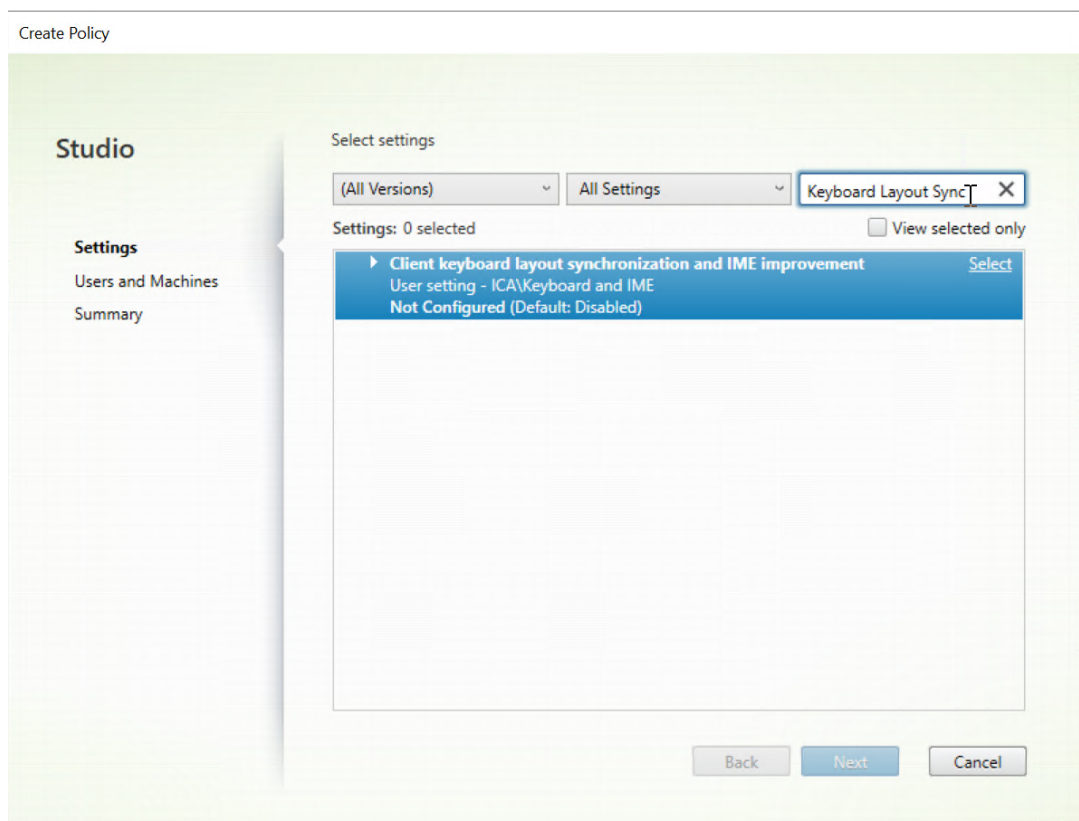 Create Policy
Studio
Settings
Users and Machines
Summary
Select settings
(All Versions)
All Settings
Keyboard Layout Sync
Settings: 0 selected
View selected only
Client keyboard layout synchronization and IME improvement
Select
User setting - ICA\Keyboard and IME
Not Configured (Default: Disabled)
Back
Next
Cancel